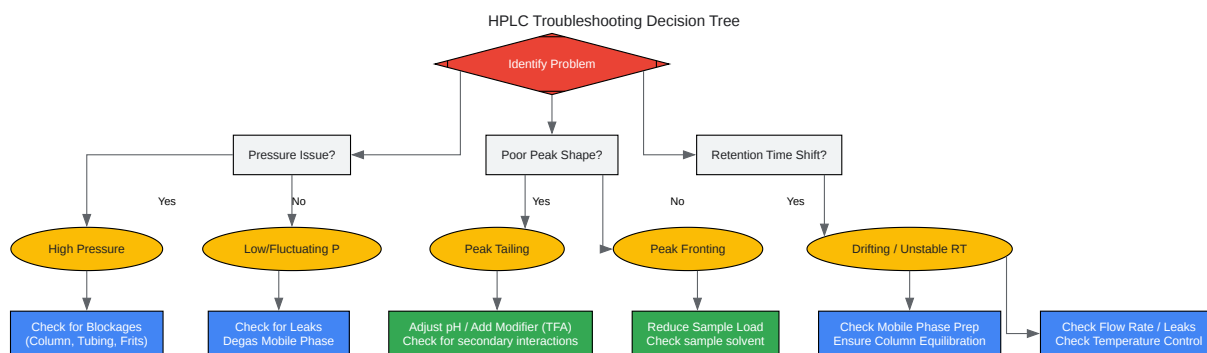 HPLC Troubleshooting Decision Tree
Identify Problem
Pressure Issue?
Poor Peak Shape?
Retention Time Shift?
Yes
No
Yes
No
Yes
High Pressure
Low/Fluctuating P
Peak Tailing
Peak Fronting
Drifting / Unstable RT
Check for Blockages
(Column, Tubing, Frits)
Check for Leaks
Degas Mobile Phase
Adjust pH / Add Modifier (TFA)
Check for secondary interactions
Reduce Sample Load
Check sample solvent
Check Mobile Phase Prep
Ensure Column Equilibration
Check Flow Rate / Leaks
Check Temperature Control